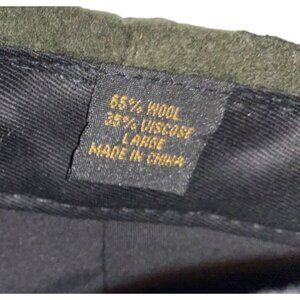 65% WOOL
35% VISCOSE
LARGE
MADE IN CHINA